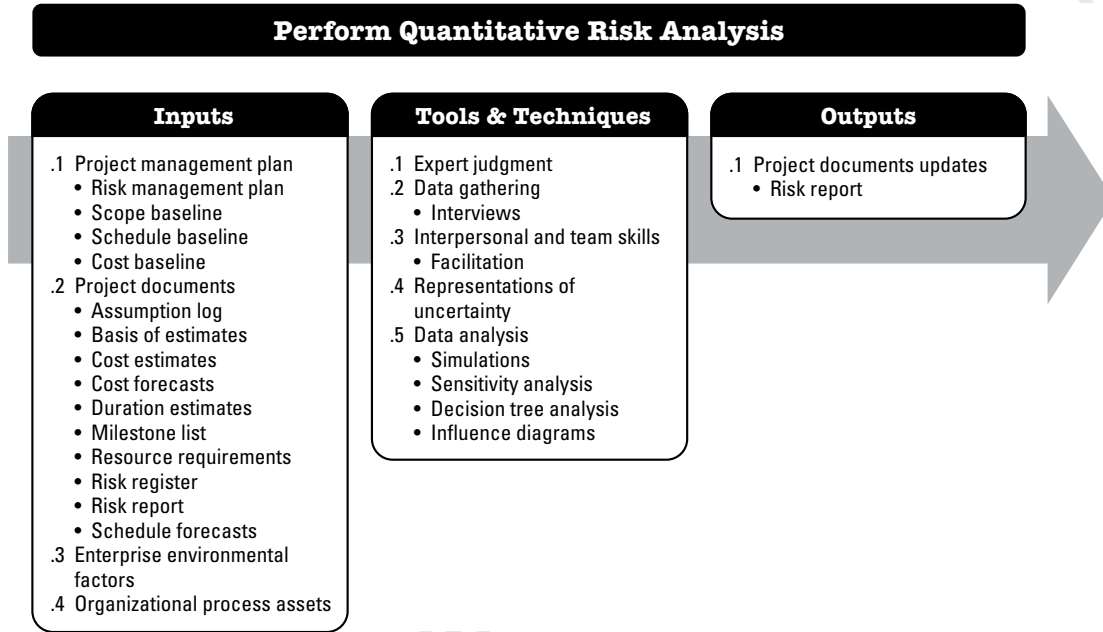 Perform Quantitative Risk Analysis
Inputs
.1 Project management plan
• Risk management plan
• Scope baseline
• Schedule baseline
• Cost baseline
.2 Project documents
• Assumption log
• Basis of estimates
• Cost estimates
• Cost forecasts
• Duration estimates
• Milestone list
• Resource requirements
• Risk register
• Risk report
• Schedule forecasts
.3 Enterprise environmental
factors
.4 Organizational process assets
Tools & Techniques
.1 Expert judgment
.2 Data gathering
• Interviews
.3 Interpersonal and team skills
• Facilitation
.4 Representations of
uncertainty
.5 Data analysis
• Simulations
• Sensitivity analysis
• Decision tree analysis
• Influence diagrams
Outputs
.1 Project documents updates
• Risk report